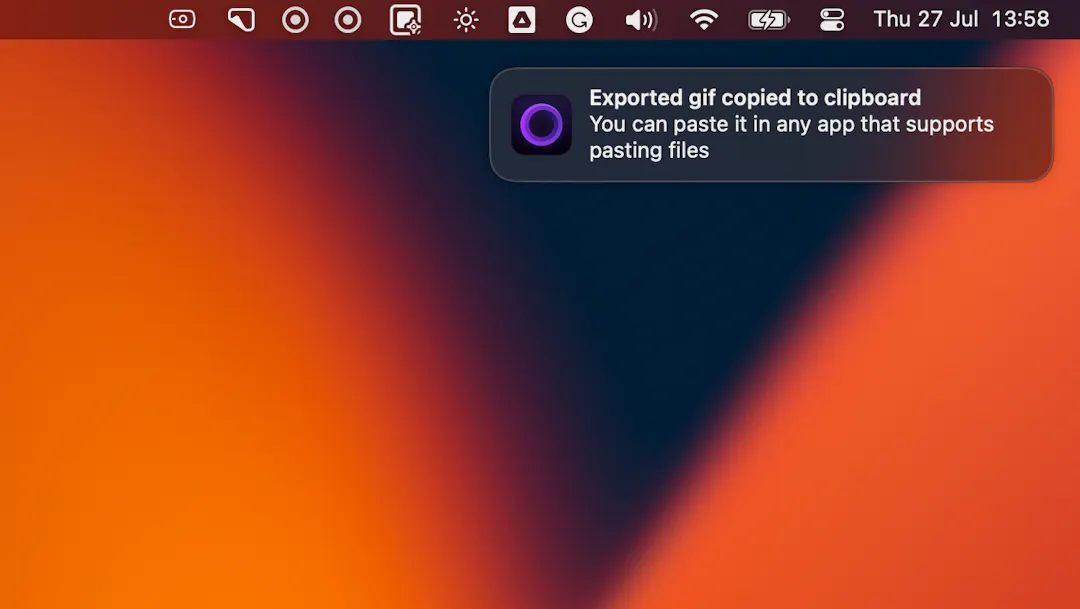 Thu 27 Jul 13:58
Exported gif copied to clipboard
You can paste it in any app that supports
pasting files